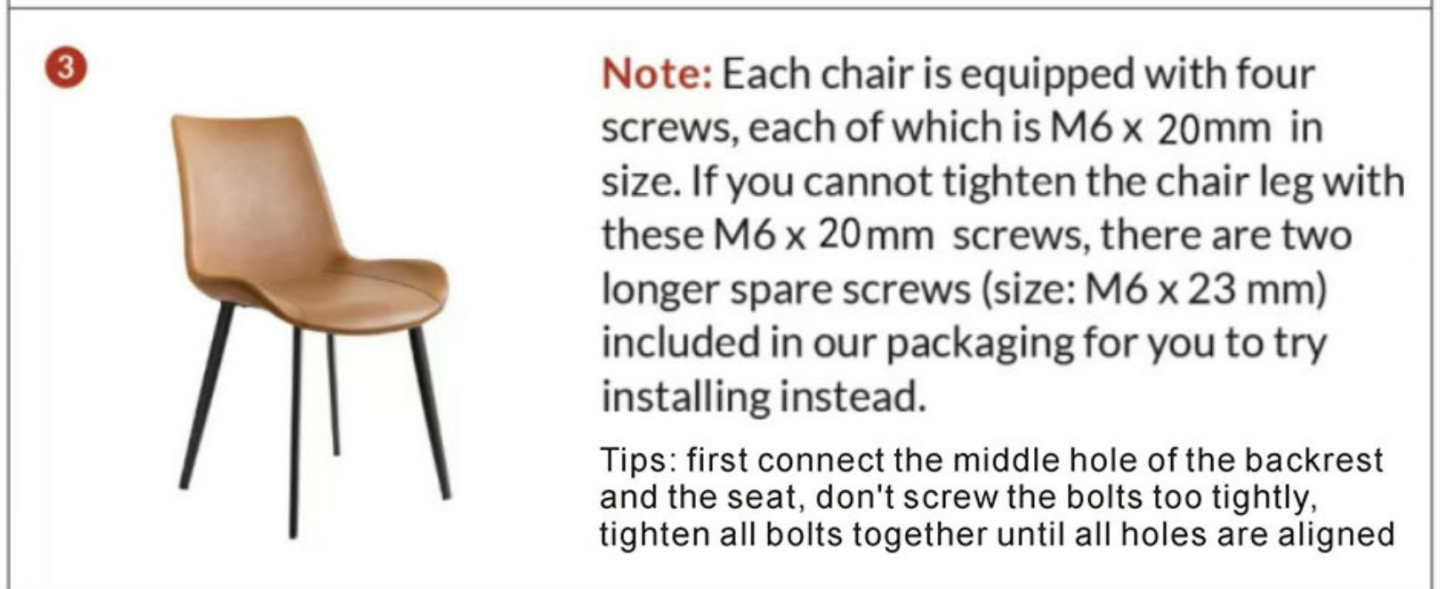 3
Note: Each chair is equipped with four
screws, each of which is M6 x 20mm in
size. If you cannot tighten the chair leg with
these M6 x 20mm screws, there are two
longer spare screws (size: M6 x 23 mm)
included in our packaging for you to try
installing instead.
Tips: first connect the middle hole of the backrest
and the seat, don't screw the bolts too tightly,
tighten all bolts together until all holes are aligned